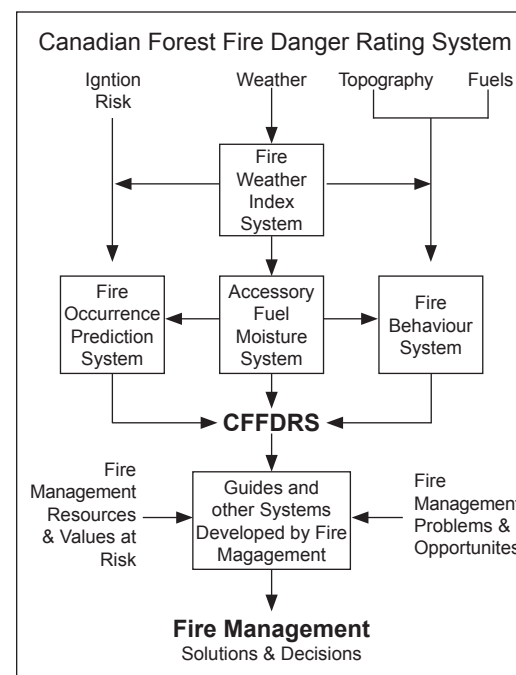 Canadian Forest Fire Danger Rating System
Igntion
Risk
Weather
Topography
Fuels
Fire
Weather
Index
System
Fire
Occurrence
Prediction
System
Accessory
Fuel
Moisture
System
Fire
Behaviour
System
CFFDRS
Fire
Management
Resources
& Values at
Risk
Guides and
other Systems
Developed by Fire
Magagement
Fire
Management
Problems &
Opportunites
Fire Management
Solutions & Decisions